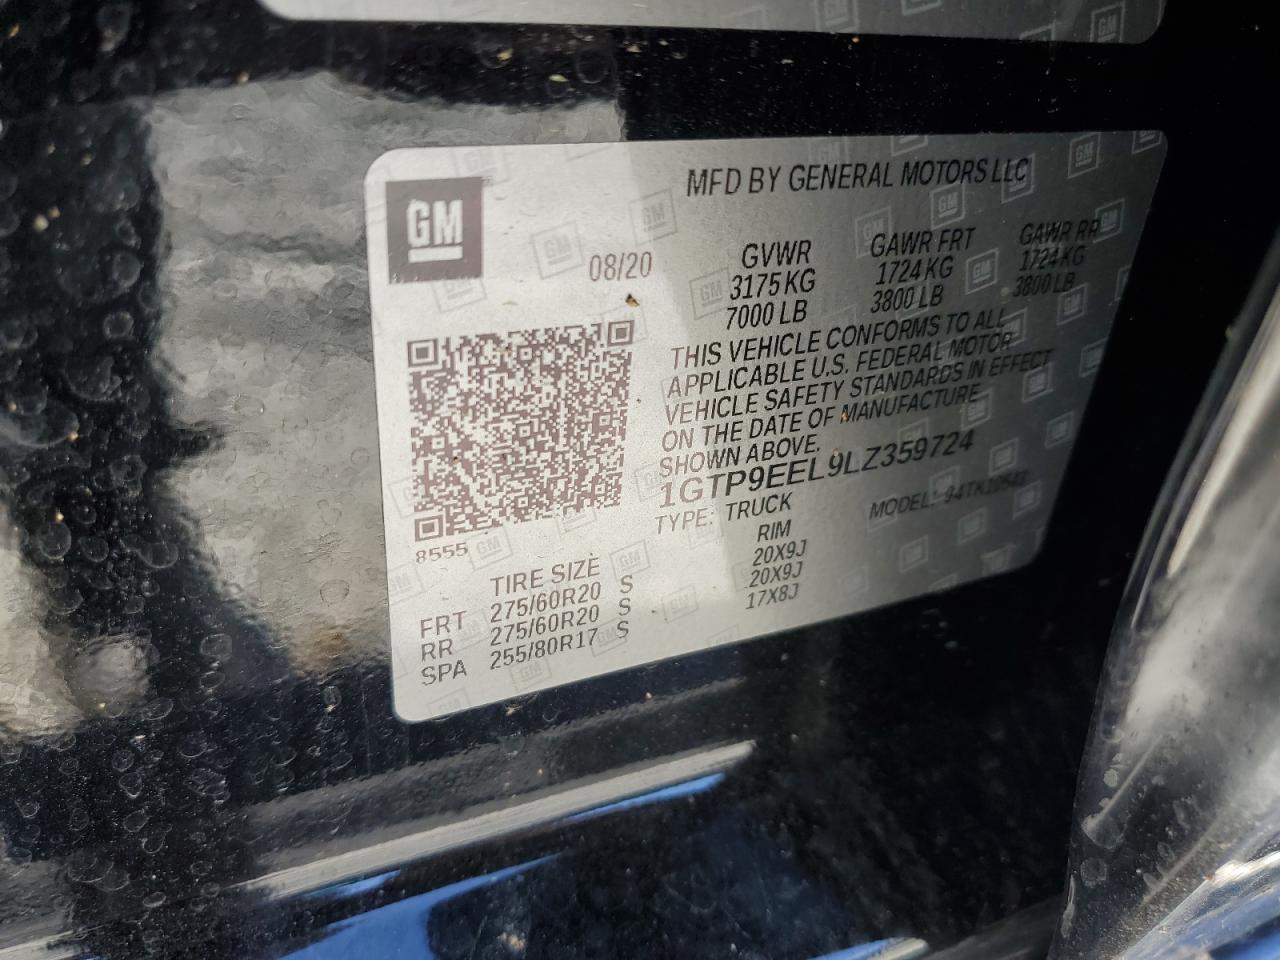 GM
MFD BY GENERAL MOTORS LLC
08/20
GVWR GAWR FRT GAWR RR
3175 KG 1724 KG 1724 KG
7000 LB 3800 LB 3800 LB
THIS VEHICLE CONFORMS TO ALL
APPLICABLE U.S. FEDERAL MOTOR
VEHICLE SAFETY STANDARDS IN EFFECT
ON THE DATE OF MANUFACTURE
SHOWN ABOVE.
1GTP9EEL9LZ359724
TYPE: TRUCK MODEL:
8555
TIRE SIZE RIM
FRT 275/60R20 S 20X9J
RR 275/60R20 S 20X9J
SPA 255/80R17 S 17X8J